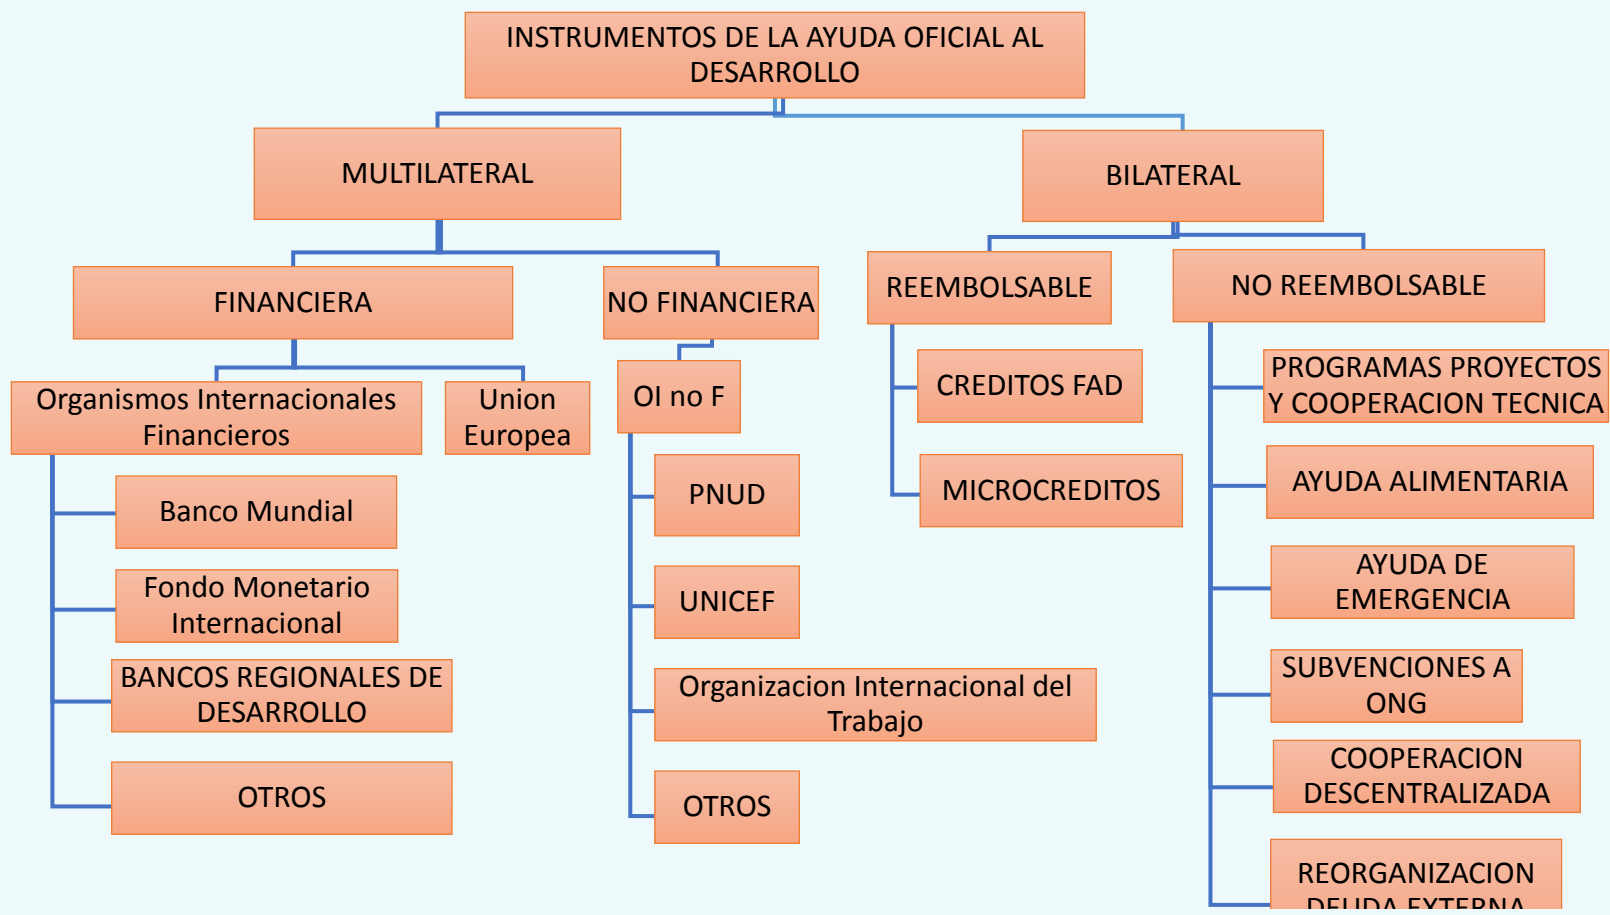 INSTRUMENTOS DE LA AYUDA OFICIAL AL
DESARROLLO
MULTILATERAL
BILATERAL
FINANCIERA
NO FINANCIERA
REEMBOLSABLE
NO REEMBOLSABLE
Organismos Internacionales
Financieros
Union
Europea
OI no F
Banco Mundial
Fondo Monetario
Internacional
BANCOS REGIONALES DE
DESARROLLO
OTROS
PNUD
UNICEF
Organizacion Internacional del
Trabajo
OTROS
CREDITOS FAD
MICROCREDITOS
PROGRAMAS PROYECTOS
Y COOPERACION TECNICA
AYUDA ALIMENTARIA
AYUDA DE
EMERGENCIA
SUBVENCIONES A
ONG
COOPERACION
DESCENTRALIZADA
REORGANIZACION
DEUDA EXTERNA